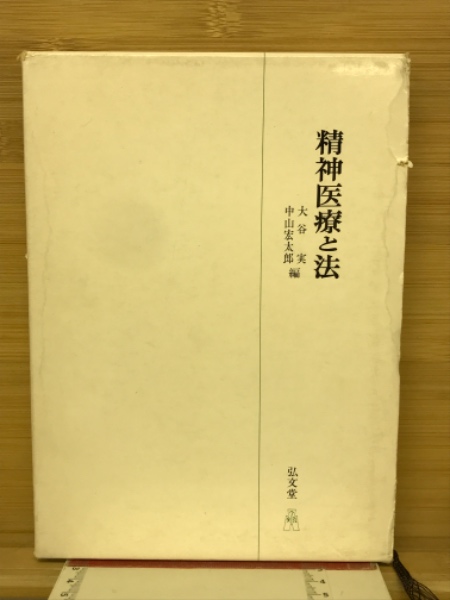 精神医療と法
大谷実
中山宏太郎 編
弘文堂